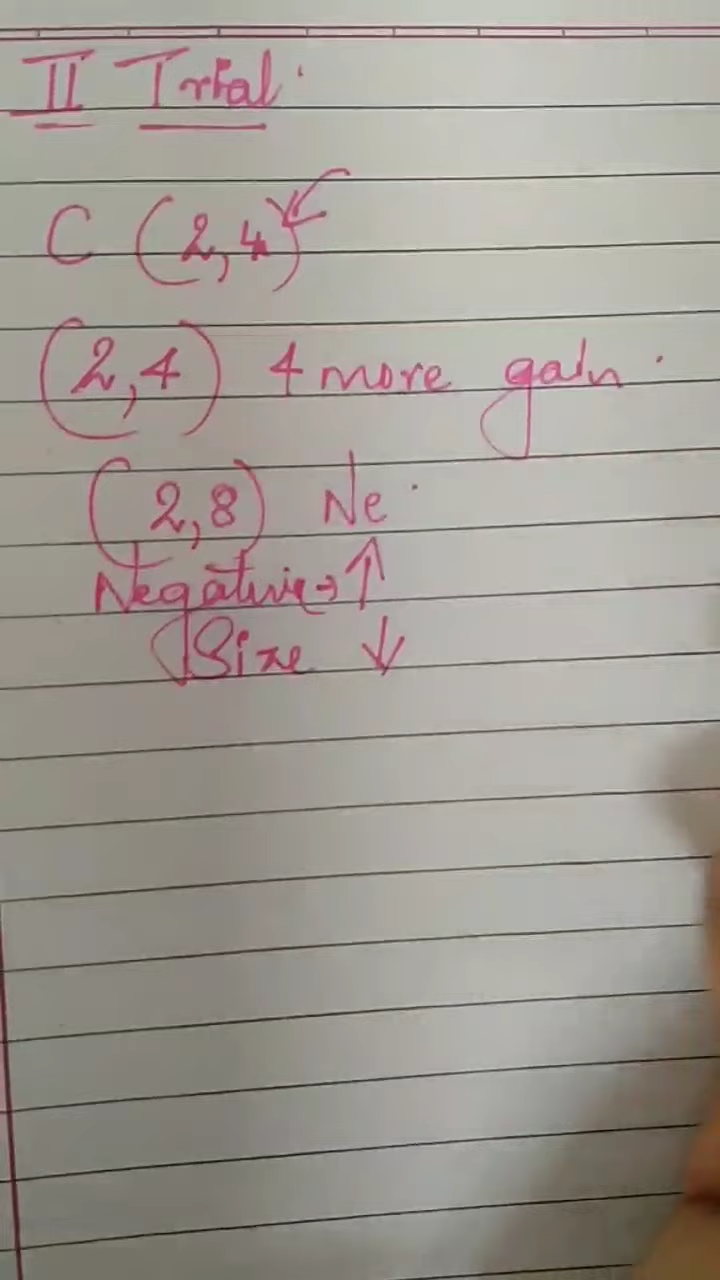 II Trial.
C (2,4)
(2,4) 4 more gain.
(2,8) Ne.
Negative → ↑
Size ↓